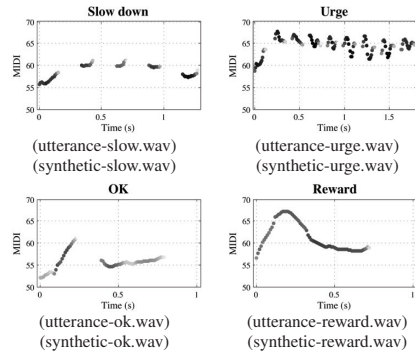 Slow down
70
65
60
55
50
MIDI
0
0.5
1
Time (s)
(utterance-slow.wav)
(synthetic-slow.wav)
Urge
70
65
60
55
50
MIDI
0
0.5
1
1.5
Time (s)
(utterance-urge.wav)
(synthetic-urge.wav)
OK
70
65
60
55
50
MIDI
0
0.5
1
Time (s)
(utterance-ok.wav)
(synthetic-ok.wav)
Reward
70
65
60
55
50
MIDI
0
0.5
1
Time (s)
(utterance-reward.wav)
(synthetic-reward.wav)